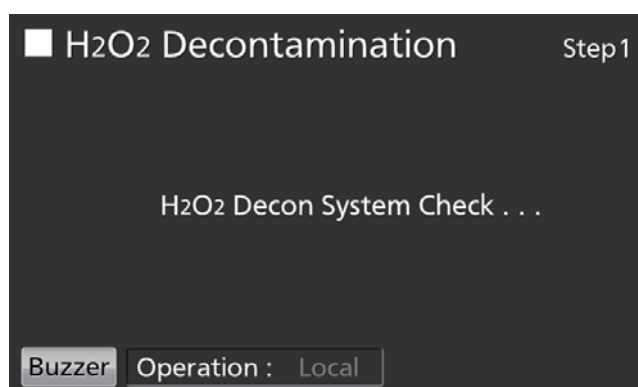 H2O2 Decontamination Step1
H2O2 Decon System Check . . .
Buzzer Operation : Local